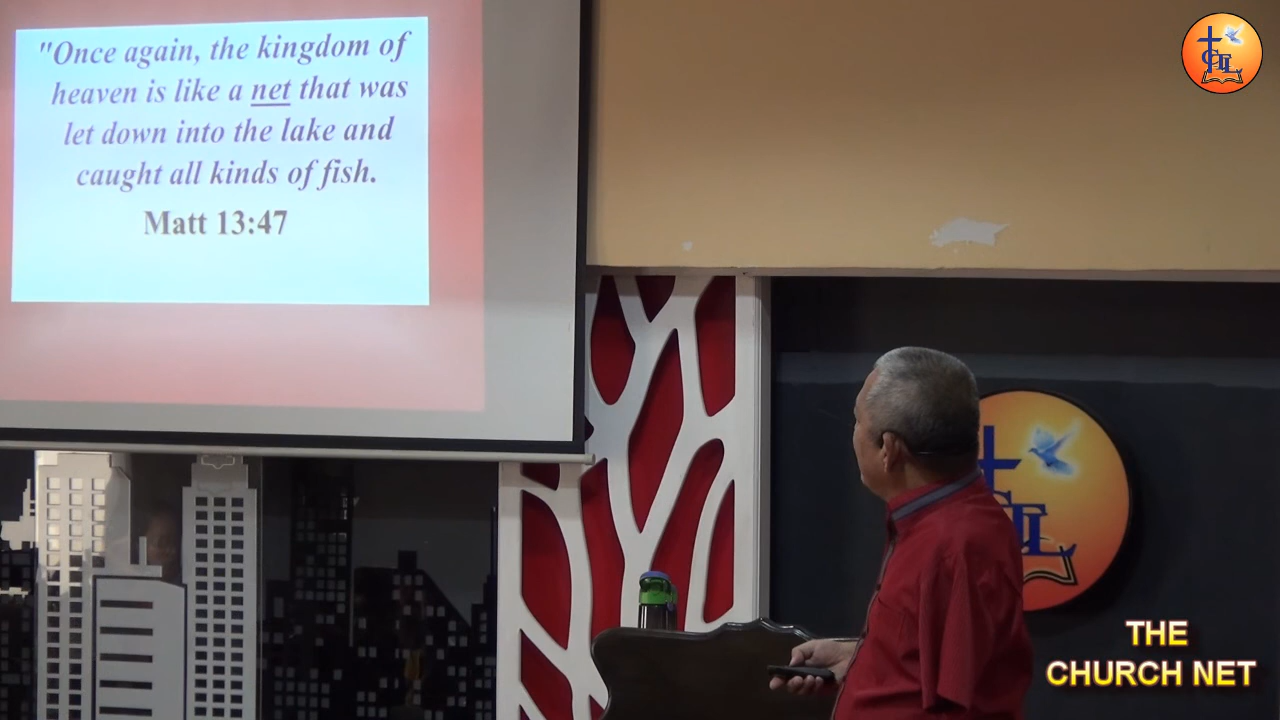 "Once again, the kingdom of
heaven is like a net that was
let down into the lake and
caught all kinds of fish.
Matt 13:47
THE
CHURCH NET